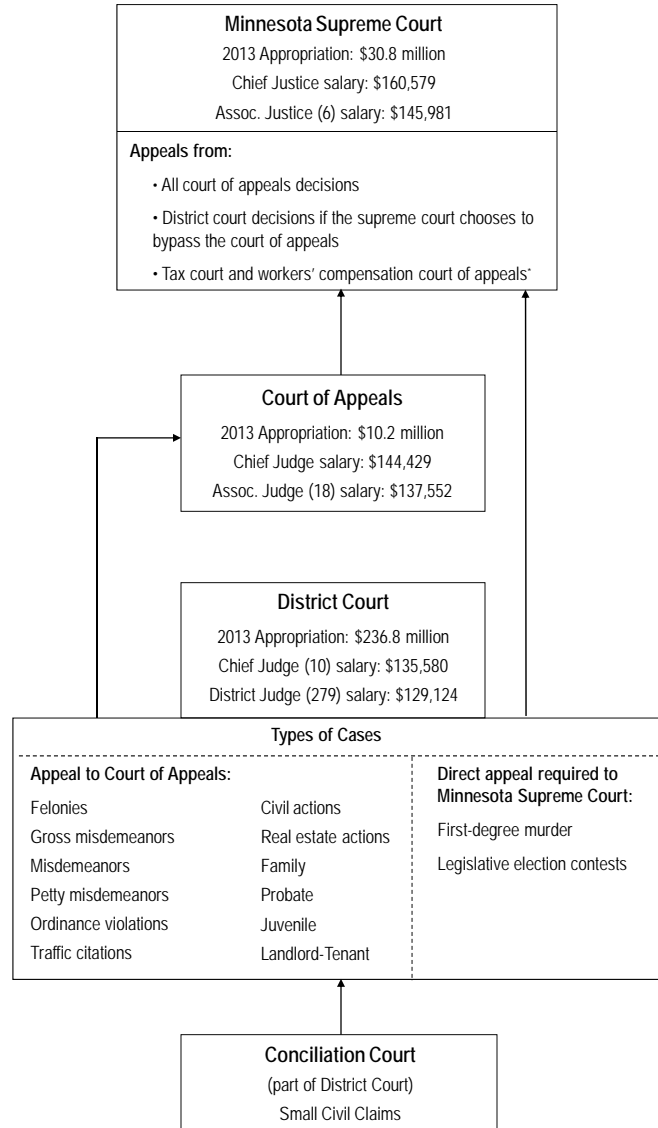 Minnesota Supreme Court
2013 Appropriation: $30.8 million
Chief Justice salary: $160,579
Assoc. Justice (6) salary: $145,981
Appeals from:
• All court of appeals decisions
• District court decisions if the supreme court chooses to
bypass the court of appeals
• Tax court and workers' compensation court of appeals*
Court of Appeals
2013 Appropriation: $10.2 million
Chief Judge salary: $144,429
Assoc. Judge (18) salary: $137,552
District Court
2013 Appropriation: $236.8 million
Chief Judge (10) salary: $135,580
District Judge (279) salary: $129,124
Types of Cases
Appeal to Court of Appeals:
Felonies
Gross misdemeanors
Misdemeanors
Petty misdemeanors
Ordinance violations
Traffic citations
Civil actions
Real estate actions
Family
Probate
Juvenile
Landlord-Tenant
Direct appeal required to
Minnesota Supreme Court:
First-degree murder
Legislative election contests
Conciliation Court
(part of District Court)
Small Civil Claims